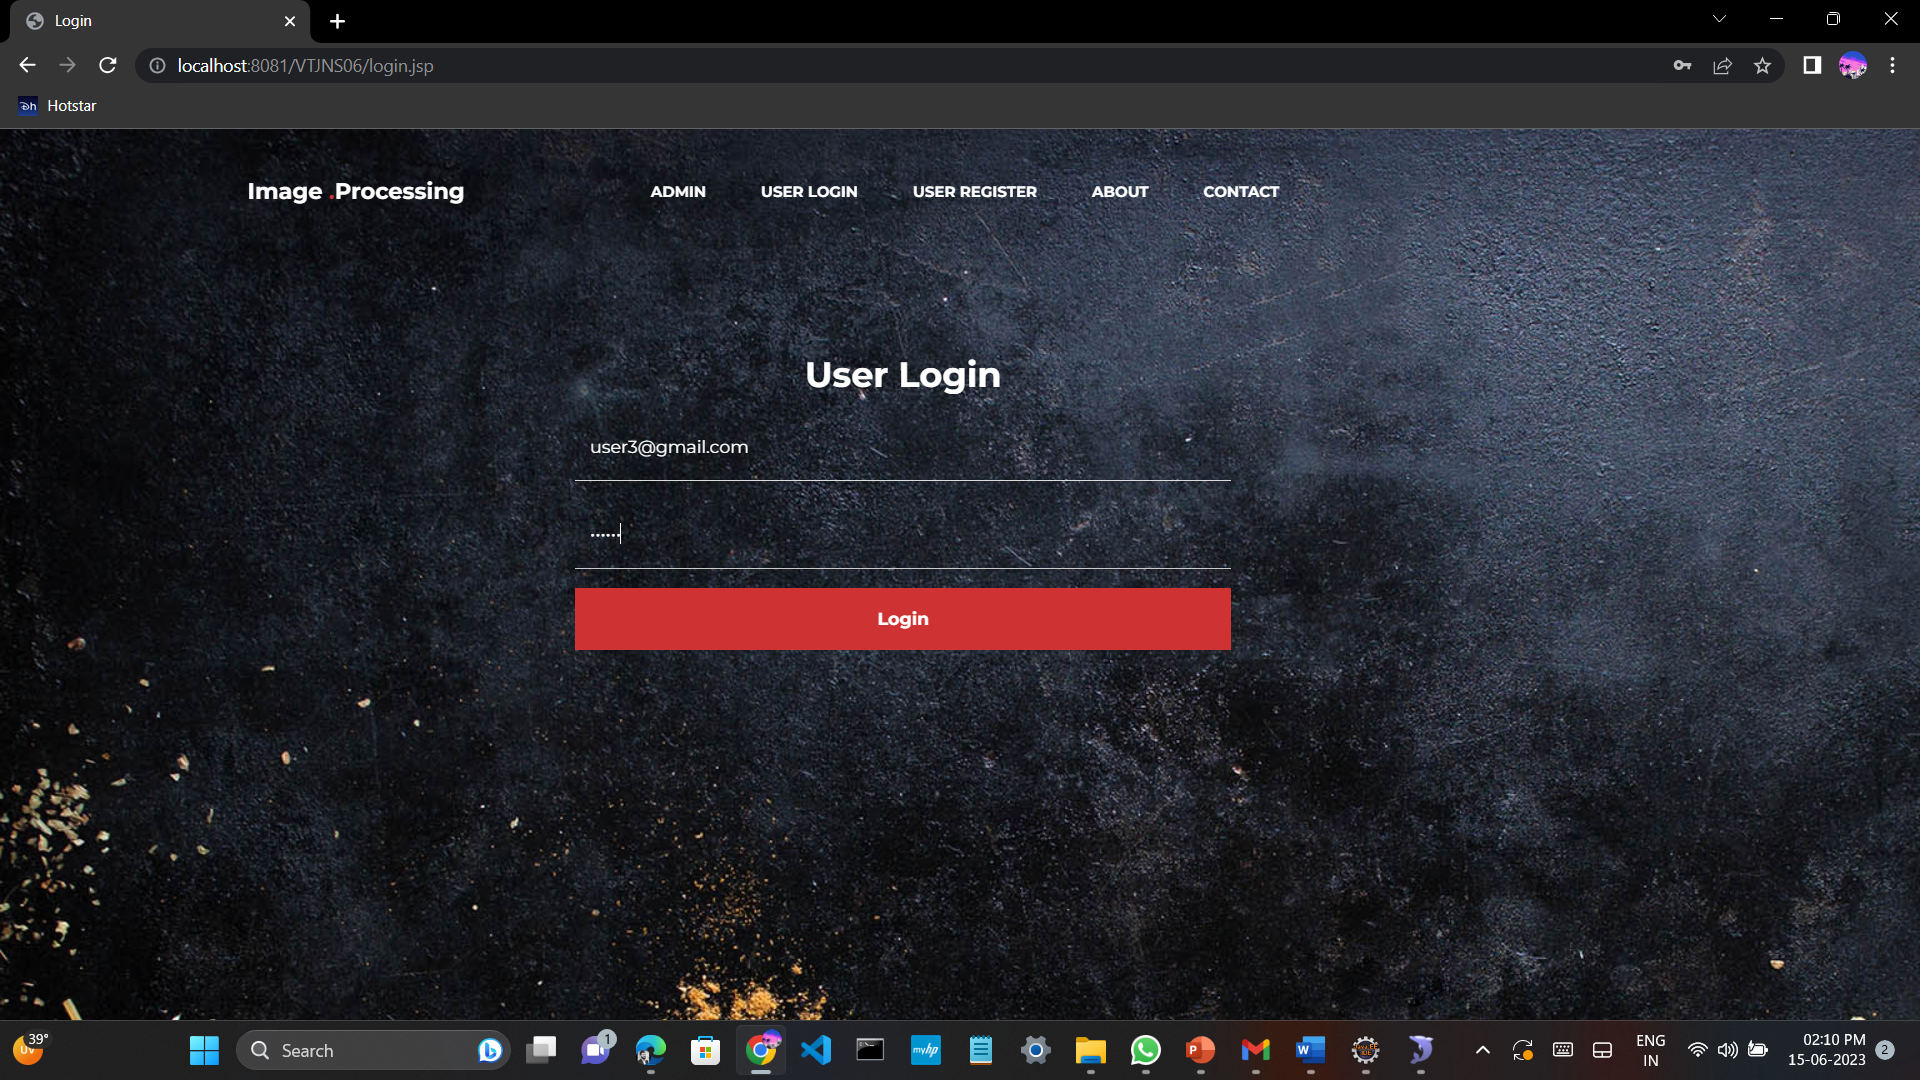 Login
localhost:8081/VTJNS06/login.jsp
Hotstar
Image .Processing
ADMIN
USER LOGIN
USER REGISTER
ABOUT
CONTACT
User Login
user3@gmail.com
Login
39°
UV
Search
1
myhp
ENG
IN
02:10 PM
15-06-2023
2